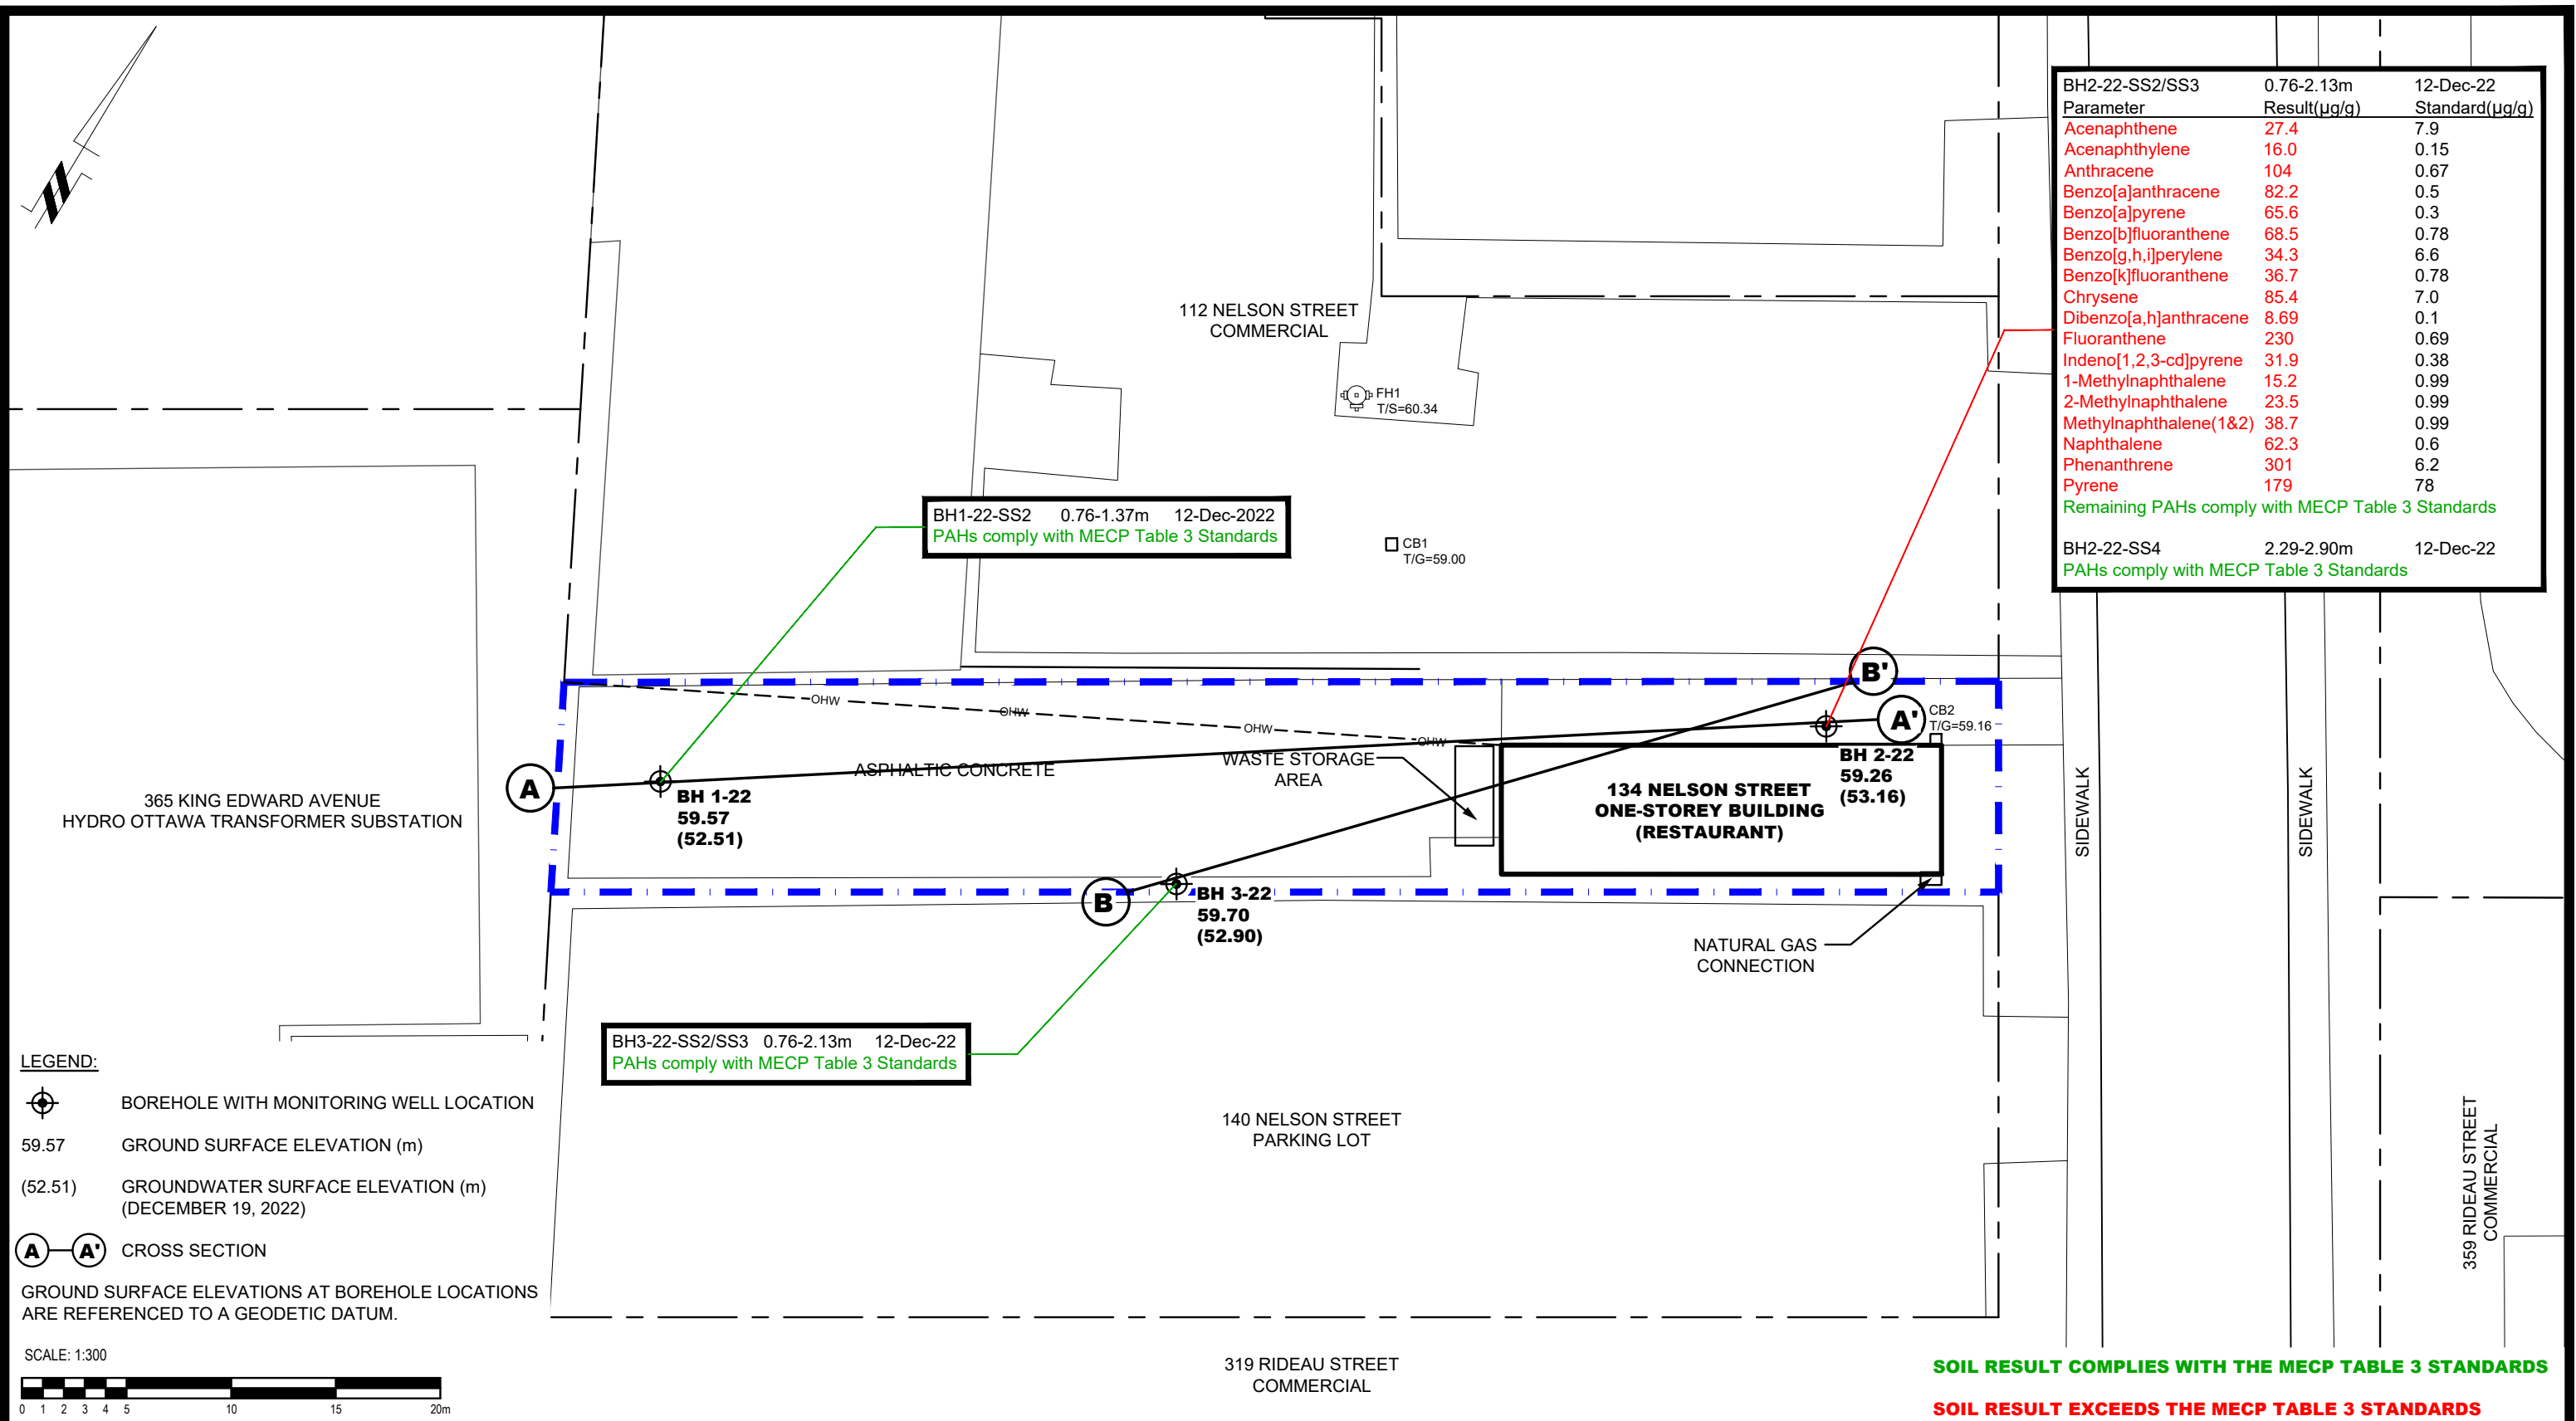 BH2-22-SS2/SS3 0.76-2.13m 12-Dec-22
Parameter Result(µg/g) Standard(µg/g)
Acenaphthene 27.4 7.9
Acenaphthylene 16.0 0.15
Anthracene 104 0.67
Benzo[a]anthracene 82.2 0.5
Benzo[a]pyrene 65.6 0.3
Benzo[b]fluoranthene 68.5 0.78
Benzo[g,h,i]perylene 34.3 6.6
Benzo[k]fluoranthene 36.7 0.78
Chrysene 85.4 7.0
Dibenzo[a,h]anthracene 8.69 0.1
Fluoranthene 230 0.69
Indeno[1,2,3-cd]pyrene 31.9 0.38
1-Methylnaphthalene 15.2 0.99
2-Methylnaphthalene 23.5 0.99
Methylnaphthalene(1&2) 38.7 0.99
Naphthalene 62.3 0.6
Phenanthrene 301 6.2
Pyrene 179 78
Remaining PAHs comply with MECP Table 3 Standards
BH2-22-SS4 2.29-2.90m 12-Dec-22
PAHs comply with MECP Table 3 Standards
112 NELSON STREET
COMMERCIAL
FH1
T/S=60.34
BH1-22-SS2 0.76-1.37m 12-Dec-2022
PAHs comply with MECP Table 3 Standards
CB1
T/G=59.00
B'
A'
CB2
T/G=59.16
OHW
OHW
OHW
OHW
ASPHALTIC CONCRETE
WASTE STORAGE
AREA
A
BH 1-22
59.57
(52.51)
BH 2-22
59.26
(53.16)
134 NELSON STREET
ONE-STOREY BUILDING
(RESTAURANT)
365 KING EDWARD AVENUE
HYDRO OTTAWA TRANSFORMER SUBSTATION
SIDEWALK
SIDEWALK
B
BH 3-22
59.70
(52.90)
NATURAL GAS
CONNECTION
BH3-22-SS2/SS3 0.76-2.13m 12-Dec-22
PAHs comply with MECP Table 3 Standards
140 NELSON STREET
PARKING LOT
359 RIDEAU STREET
COMMERCIAL
LEGEND:
BOREHOLE WITH MONITORING WELL LOCATION
59.57 GROUND SURFACE ELEVATION (m)
(52.51) GROUNDWATER SURFACE ELEVATION (m)
(DECEMBER 19, 2022)
A A' CROSS SECTION
GROUND SURFACE ELEVATIONS AT BOREHOLE LOCATIONS
ARE REFERENCED TO A GEODETIC DATUM.
SCALE: 1:300
0 1 2 3 4 5 10 15 20m
319 RIDEAU STREET
COMMERCIAL
SOIL RESULT COMPLIES WITH THE MECP TABLE 3 STANDARDS
SOIL RESULT EXCEEDS THE MECP TABLE 3 STANDARDS